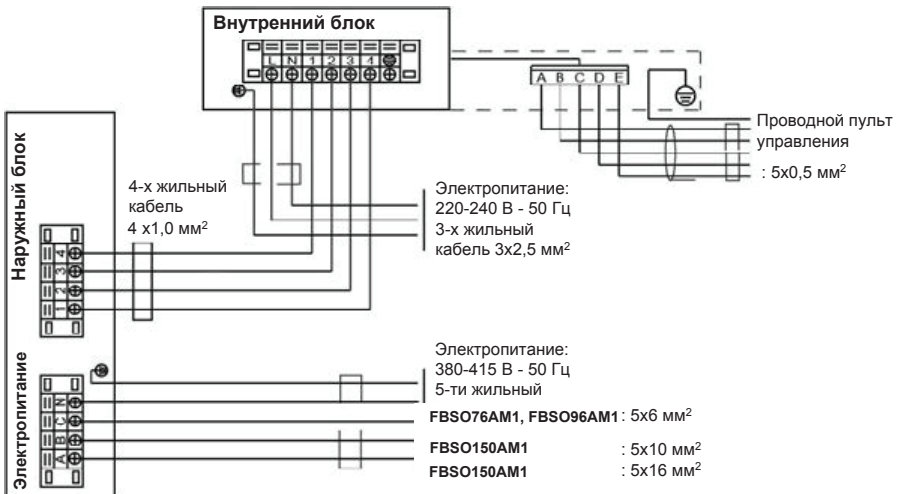 Внутренний блок
L N 1 2 3 4
A B C D E
Проводной пульт
управления
: 5x0,5 мм²
Наружный блок
4-х жильный
кабель
4 x1,0 мм²
Электропитание:
220-240 В - 50 Гц
3-х жильный
кабель 3x2,5 мм²
4
3
2
1
Электропитание
N
C
B
A
Электропитание:
380-415 В - 50 Гц
5-ти жильный
FBSO76AM1, FBSO96AM1 : 5x6 мм²
FBSO150AM1 : 5x10 мм²
FBSO150AM1 : 5x16 мм²